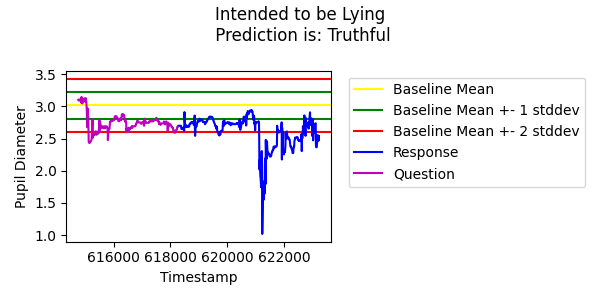 Intended to be Lying
Prediction is: Truthful
3.5
3.0
2.5
2.0
1.5
1.0
Pupil Diameter
616000 618000 620000 622000
Timestamp
Baseline Mean
Baseline Mean +- 1 stddev
Baseline Mean +- 2 stddev
Response
Question